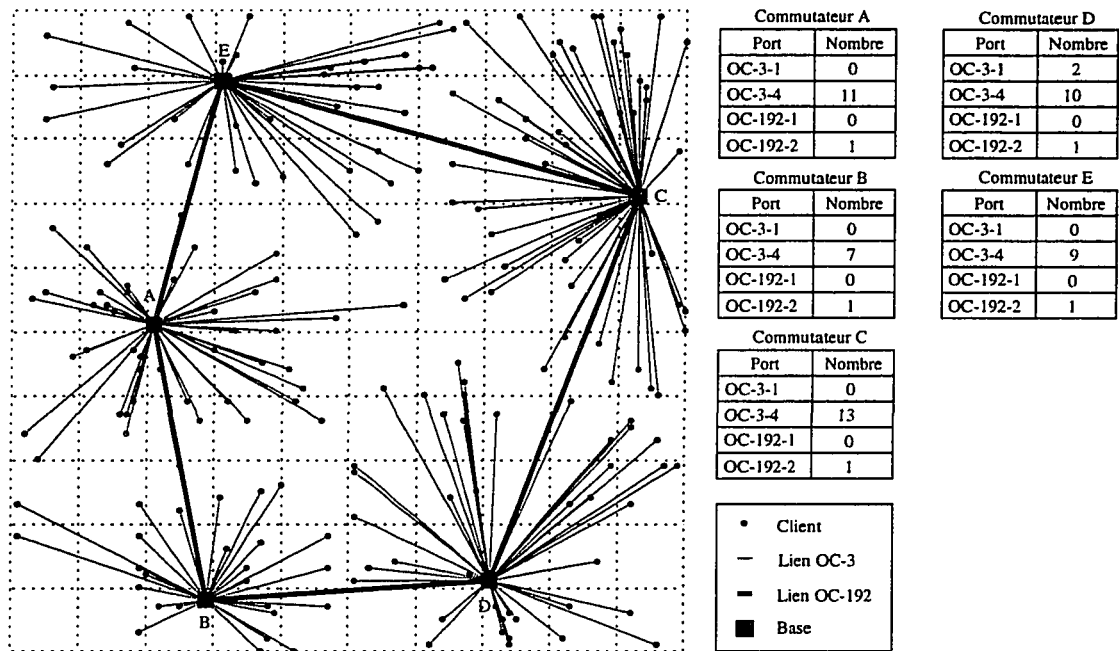 E
C
A
B
D
Commutateur A
Port Nombre
OC-3-1 0
OC-3-4 11
OC-192-1 0
OC-192-2 1
Commutateur D
Port Nombre
OC-3-1 2
OC-3-4 10
OC-192-1 0
OC-192-2 1
Commutateur B
Port Nombre
OC-3-1 0
OC-3-4 7
OC-192-1 0
OC-192-2 1
Commutateur E
Port Nombre
OC-3-1 0
OC-3-4 9
OC-192-1 0
OC-192-2 1
Commutateur C
Port Nombre
OC-3-1 0
OC-3-4 13
OC-192-1 0
OC-192-2 1
Client
Lien OC-3
Lien OC-192
Base